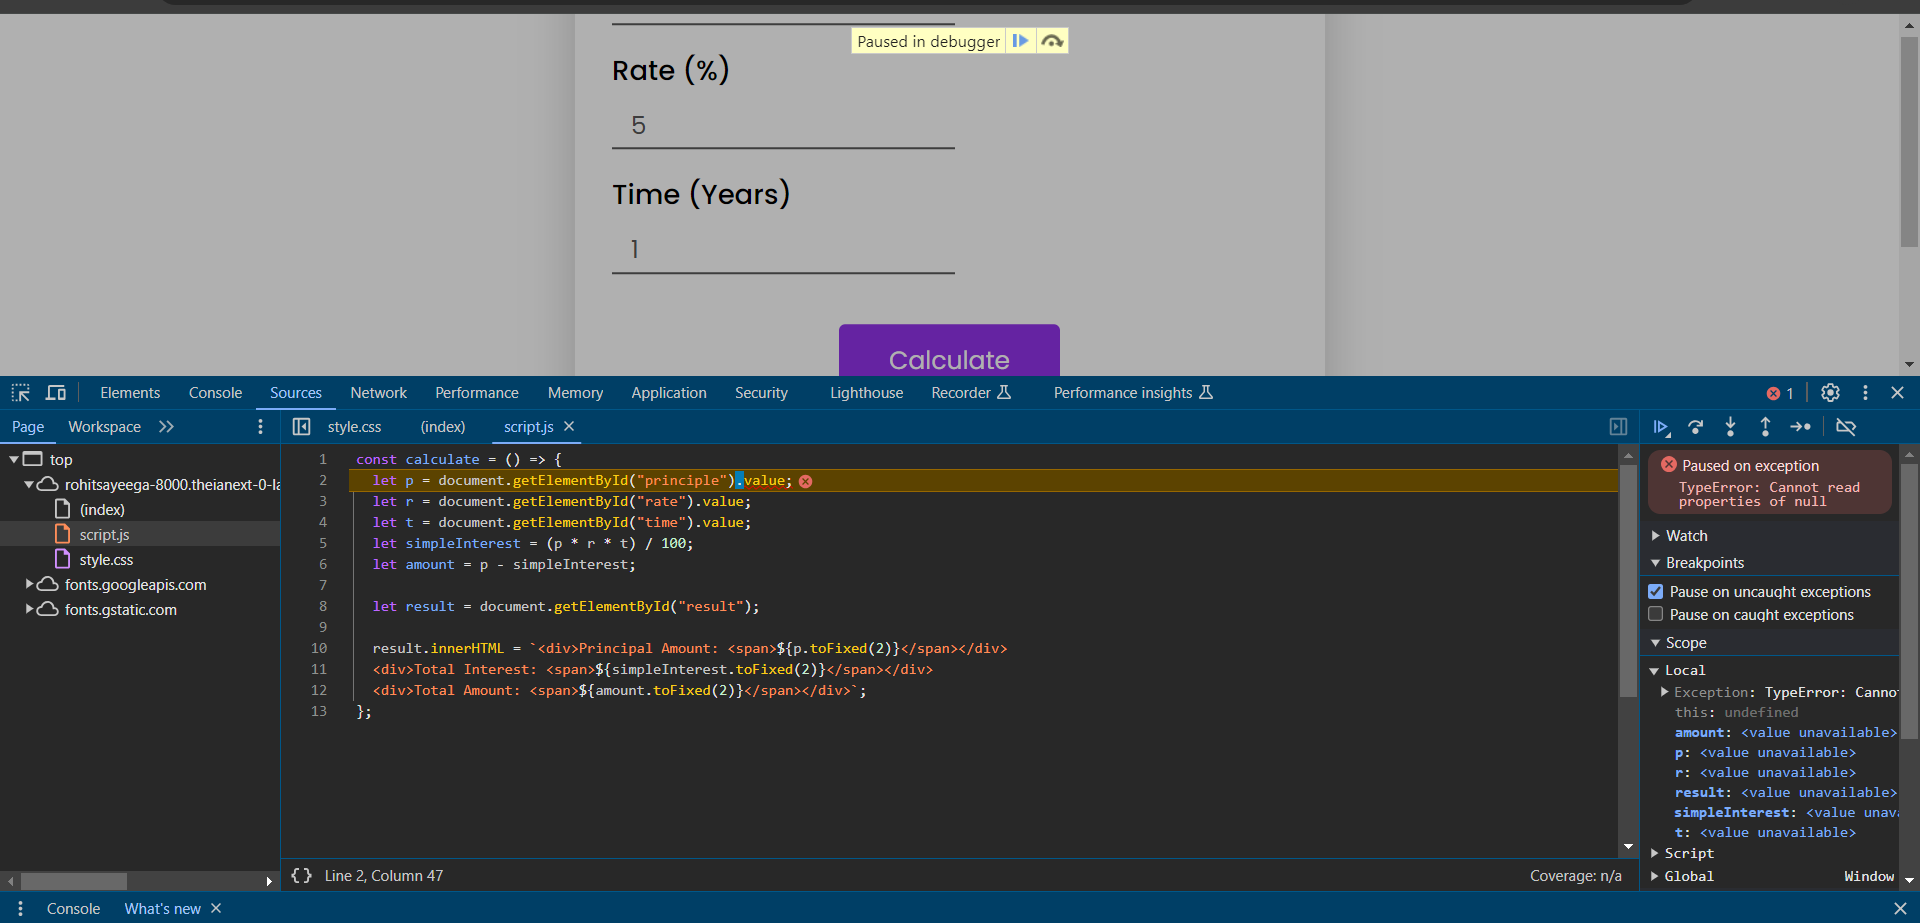 Paused in debugger
Rate (%)
5
Time (Years)
1
Calculate
Elements Console Sources Network Performance Memory Application Security Lighthouse Recorder Performance insights 1
Page Workspace
style.css (index) script.js
top
rohitsayeega-8000.theianext-0-la
(index)
script.js
style.css
fonts.googleapis.com
fonts.gstatic.com
1 const calculate = () => {
2 let p = document.getElementById("principle").value;
3 let r = document.getElementById("rate").value;
4 let t = document.getElementById("time").value;
5 let simpleInterest = (p * r * t) / 100;
6 let amount = p - simpleInterest;
7
8 let result = document.getElementById("result");
9
10 result.innerHTML = `<div>Principal Amount: <span>${p.toFixed(2)}</span></div>
11 <div>Total Interest: <span>${simpleInterest.toFixed(2)}</span></div>
12 <div>Total Amount: <span>${amount.toFixed(2)}</span></div>`;
13 };
{} Line 2, Column 47
Coverage: n/a
Paused on exception
TypeError: Cannot read
properties of null
Watch
Breakpoints
Pause on uncaught exceptions
Pause on caught exceptions
Scope
Local
Exception: TypeError: Canno
this: undefined
amount: <value unavailable>
p: <value unavailable>
r: <value unavailable>
result: <value unavailable>
simpleInterest: <value unava
t: <value unavailable>
Script
Global Window
Console What's new